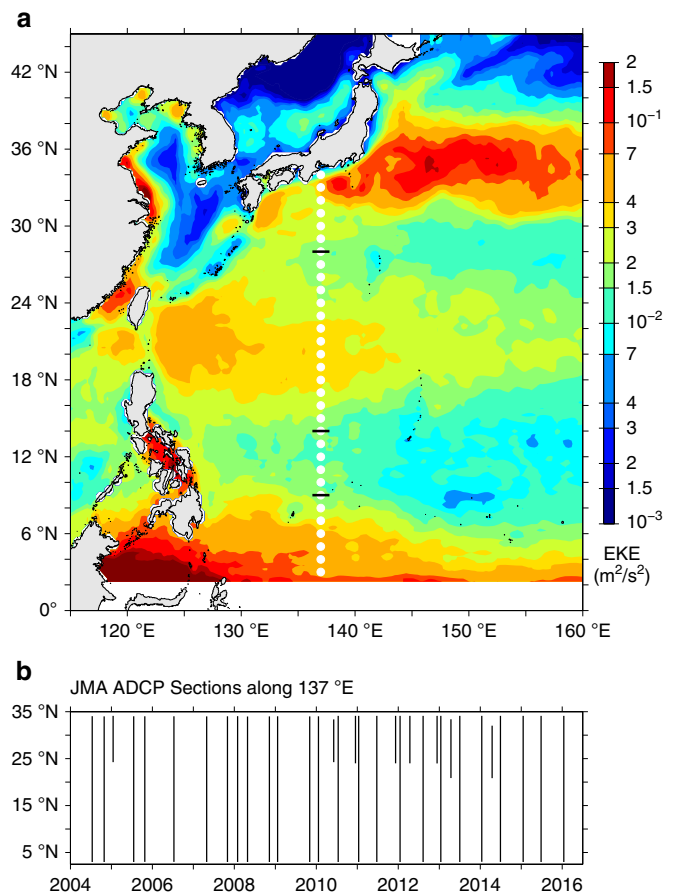 a
42 °N
36 °N
30 °N
24 °N
18 °N
12 °N
6 °N
0°
120 °E
130 °E
140 °E
150 °E
160 °E
2
1.5
10⁻¹
7
4
3
2
1.5
10⁻²
7
4
3
2
1.5
10⁻³
EKE
(m²/s²)
b
JMA ADCP Sections along 137 °E
35 °N
25 °N
15 °N
5 °N
2004
2006
2008
2010
2012
2014
2016